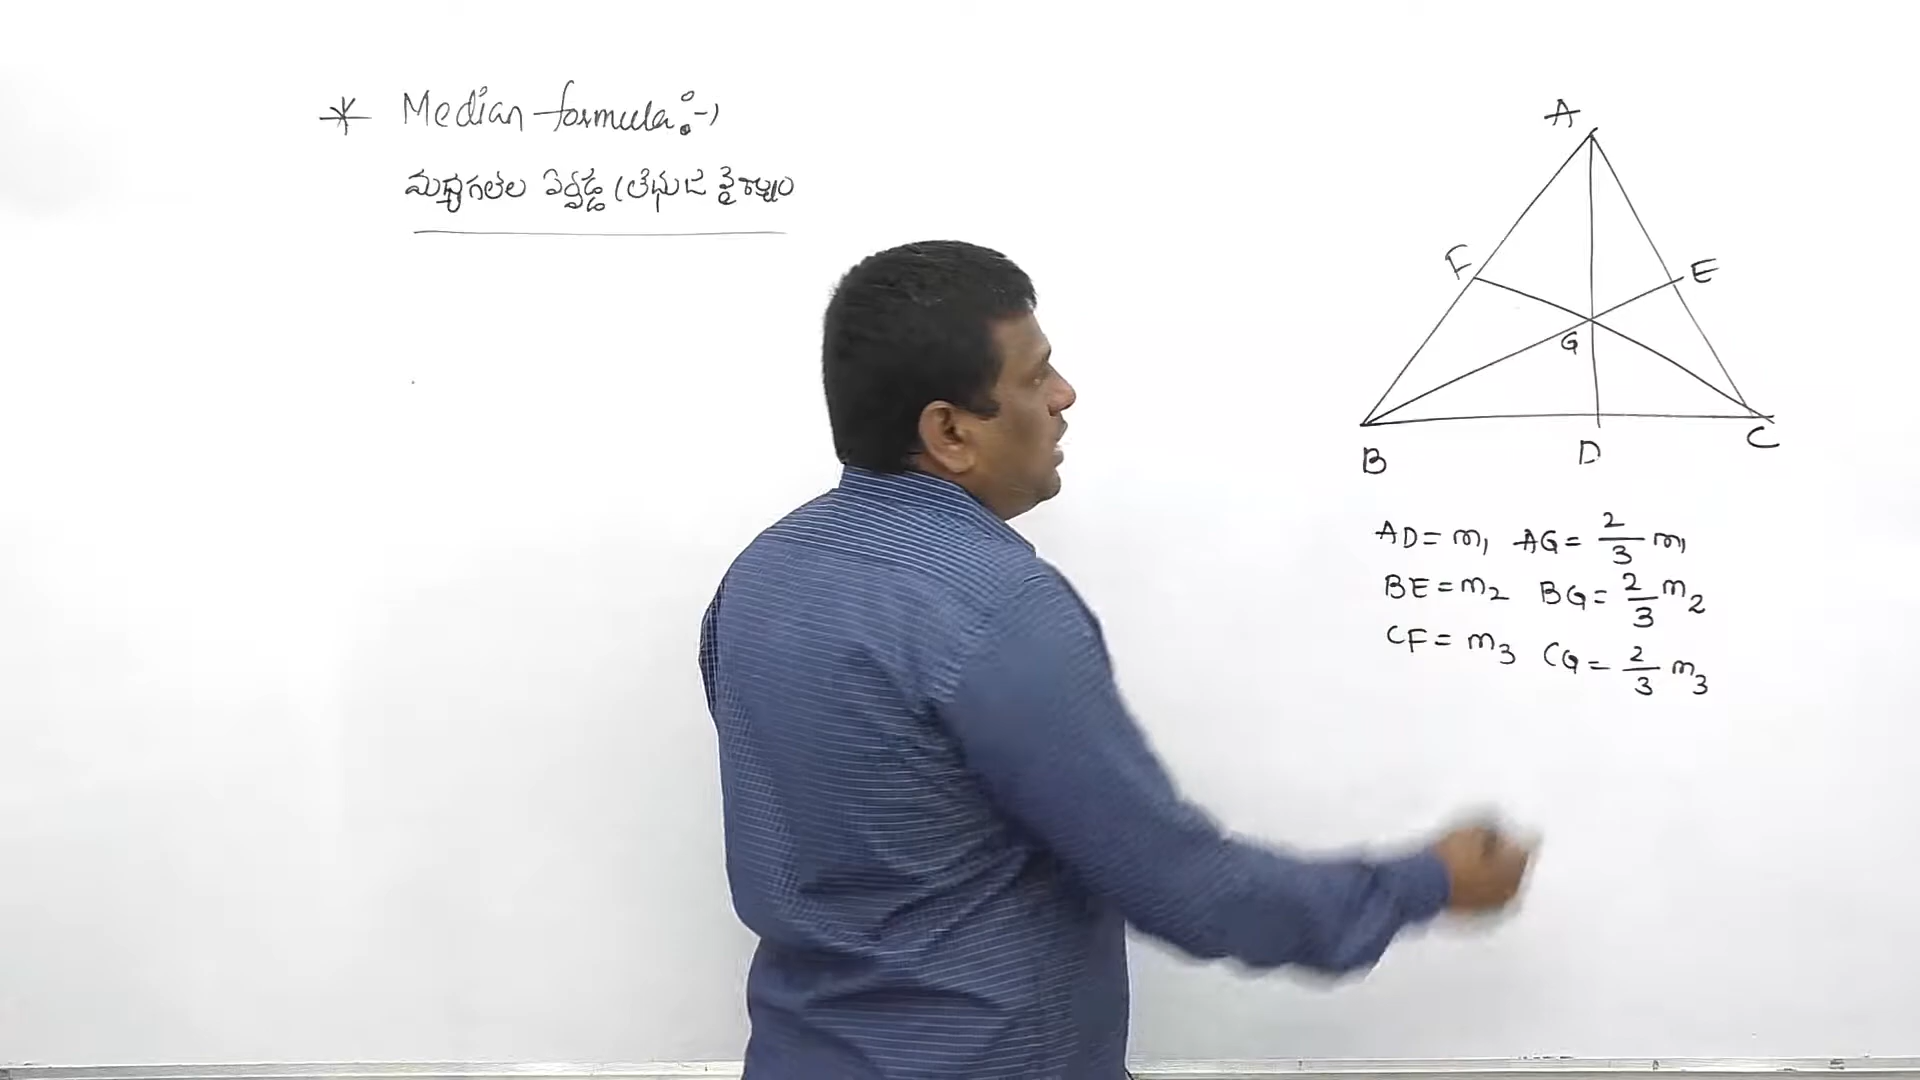 * Median formula :-
మధ్యగతల ఏర్పడ్డ త్రిభుజ వైశాల్యం
A
F
E
G
B
D
C
AD = m₁ AG = 2/3 m₁
BE = m₂ BG = 2/3 m₂
CF = m₃ CG = 2/3 m₃